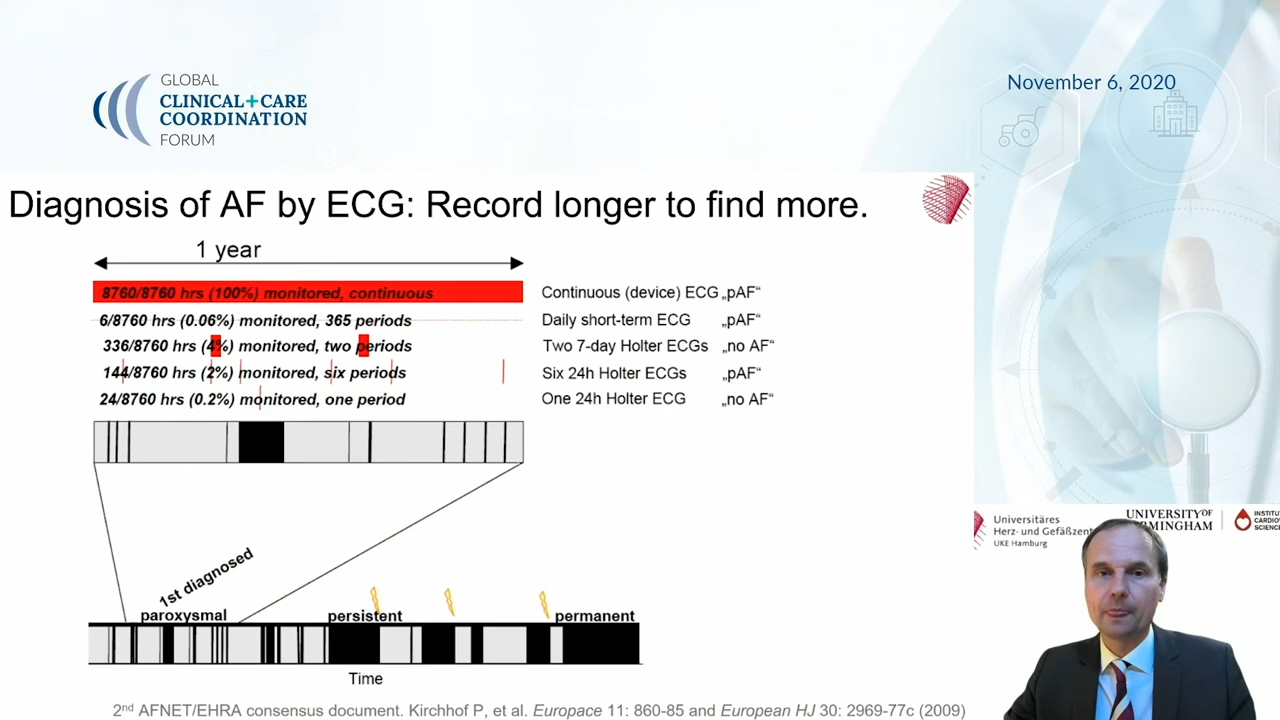 GLOBAL
CLINICAL+CARE
COORDINATION
FORUM
November 6, 2020
Diagnosis of AF by ECG: Record longer to find more.
1 year
8760/8760 hrs (100%) monitored, continuous Continuous (device) ECG „pAF“
6/8760 hrs (0.06%) monitored, 365 periods Daily short-term ECG „pAF“
336/8760 hrs (4%) monitored, two periods Two 7-day Holter ECGs „no AF“
144/8760 hrs (2%) monitored, six periods Six 24h Holter ECGs „pAF“
24/8760 hrs (0.2%) monitored, one period One 24h Holter ECG „no AF“
Universitäres
Herz- und Gefäßzent
UKE Hamburg
UNIVERSITY OF
RMINGHAM
INSTITU
CARDIOV
SCIENCE
1st diagnosed
paroxysmal persistent permanent
Time
2nd AFNET/EHRA consensus document. Kirchhof P, et al. Europace 11: 860-85 and European HJ 30: 2969-77c (2009)